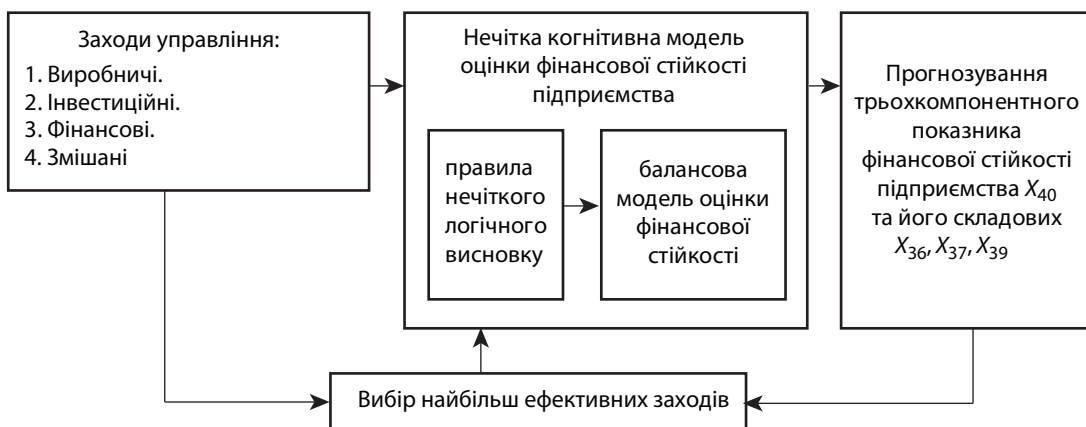 Заходи управління:
1. Виробничі.
2. Інвестиційні.
3. Фінансові.
4. Змішані
Нечітка когнітивна модель
оцінки фінансової стійкості
підприємства
правила
нечіткого
логічного
висновку
балансова
модель оцінки
фінансової
стійкості
Прогнозування
трьохкомпонентного
показника
фінансової стійкості
підприємства X40
та його складових
X36, X37, X39
Вибір найбільш ефективних заходів